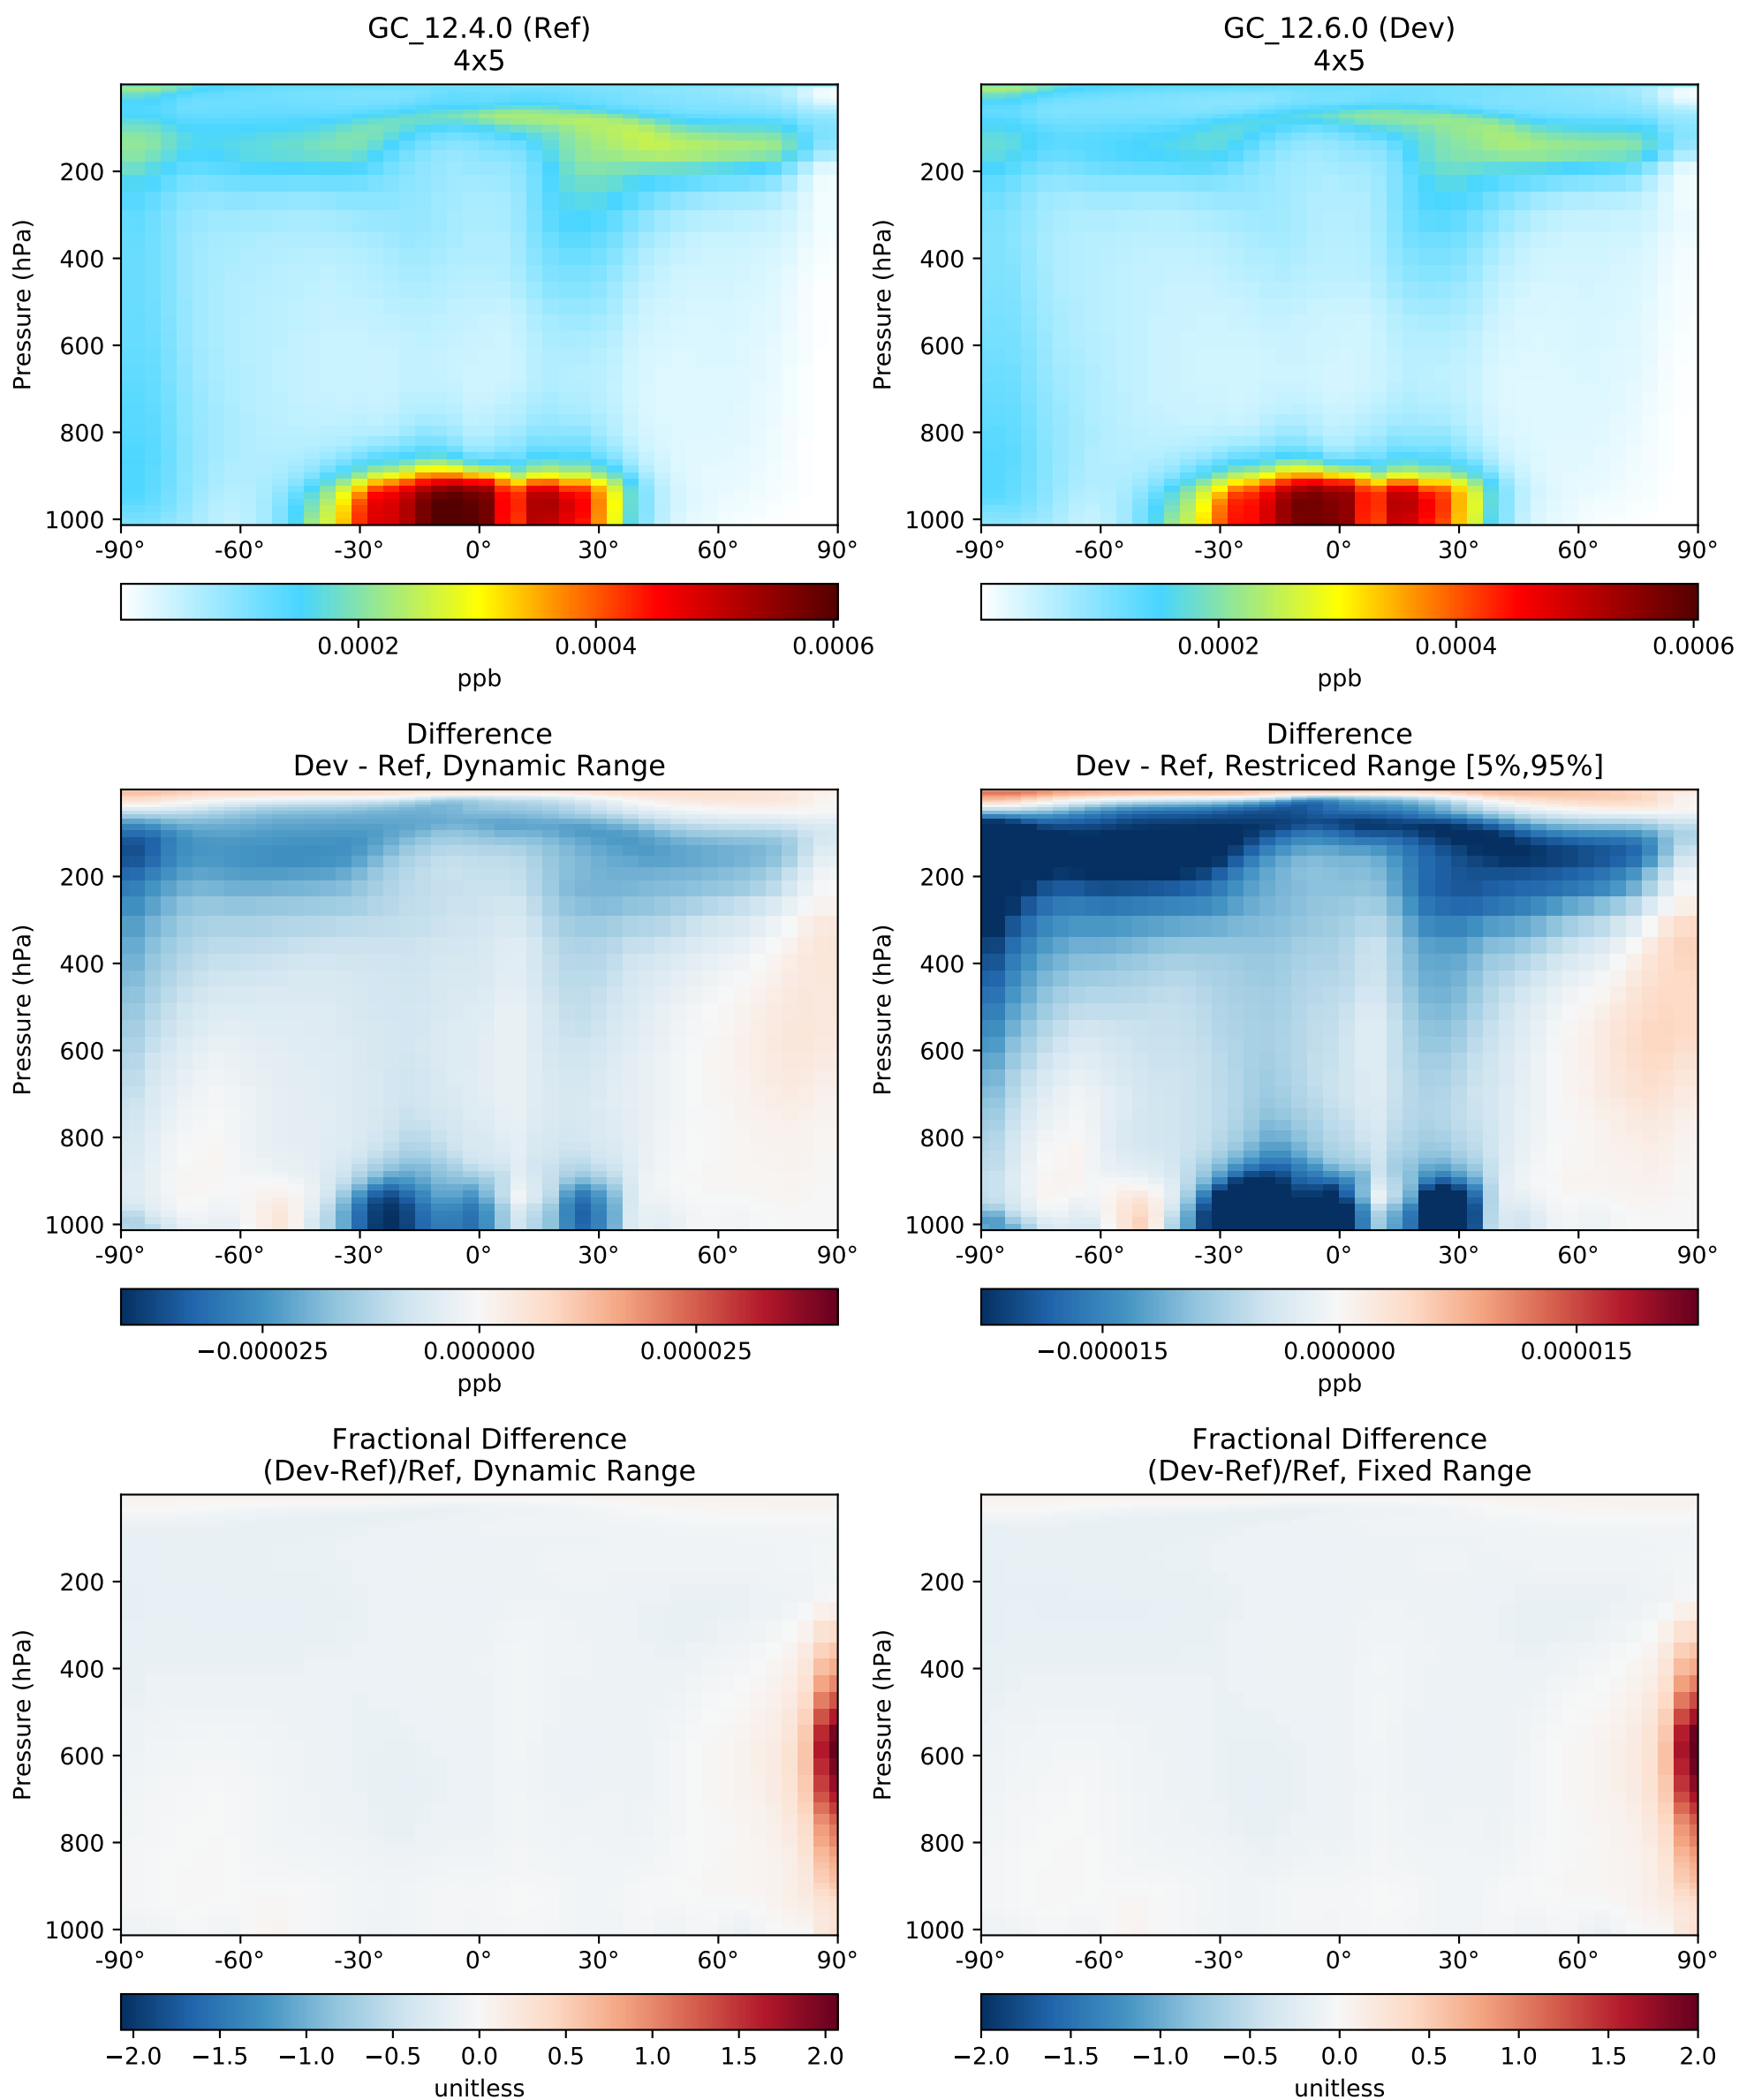 GC_12.4.0 (Ref)
4x5
Pressure (hPa)
200
400
600
800
1000
-90° -60° -30° 0° 30° 60° 90°
0.0002 0.0004 0.0006
ppb
GC_12.6.0 (Dev)
4x5
Pressure (hPa)
200
400
600
800
1000
-90° -60° -30° 0° 30° 60° 90°
0.0002 0.0004 0.0006
ppb
Difference
Dev - Ref, Dynamic Range
Pressure (hPa)
200
400
600
800
1000
-90° -60° -30° 0° 30° 60° 90°
−0.000025 0.000000 0.000025
ppb
Difference
Dev - Ref, Restriced Range [5%,95%]
Pressure (hPa)
200
400
600
800
1000
-90° -60° -30° 0° 30° 60° 90°
−0.000015 0.000000 0.000015
ppb
Fractional Difference
(Dev-Ref)/Ref, Dynamic Range
Pressure (hPa)
200
400
600
800
1000
-90° -60° -30° 0° 30° 60° 90°
−2.0 −1.5 −1.0 −0.5 0.0 0.5 1.0 1.5 2.0
unitless
Fractional Difference
(Dev-Ref)/Ref, Fixed Range
Pressure (hPa)
200
400
600
800
1000
-90° -60° -30° 0° 30° 60° 90°
−2.0 −1.5 −1.0 −0.5 0.0 0.5 1.0 1.5 2.0
unitless